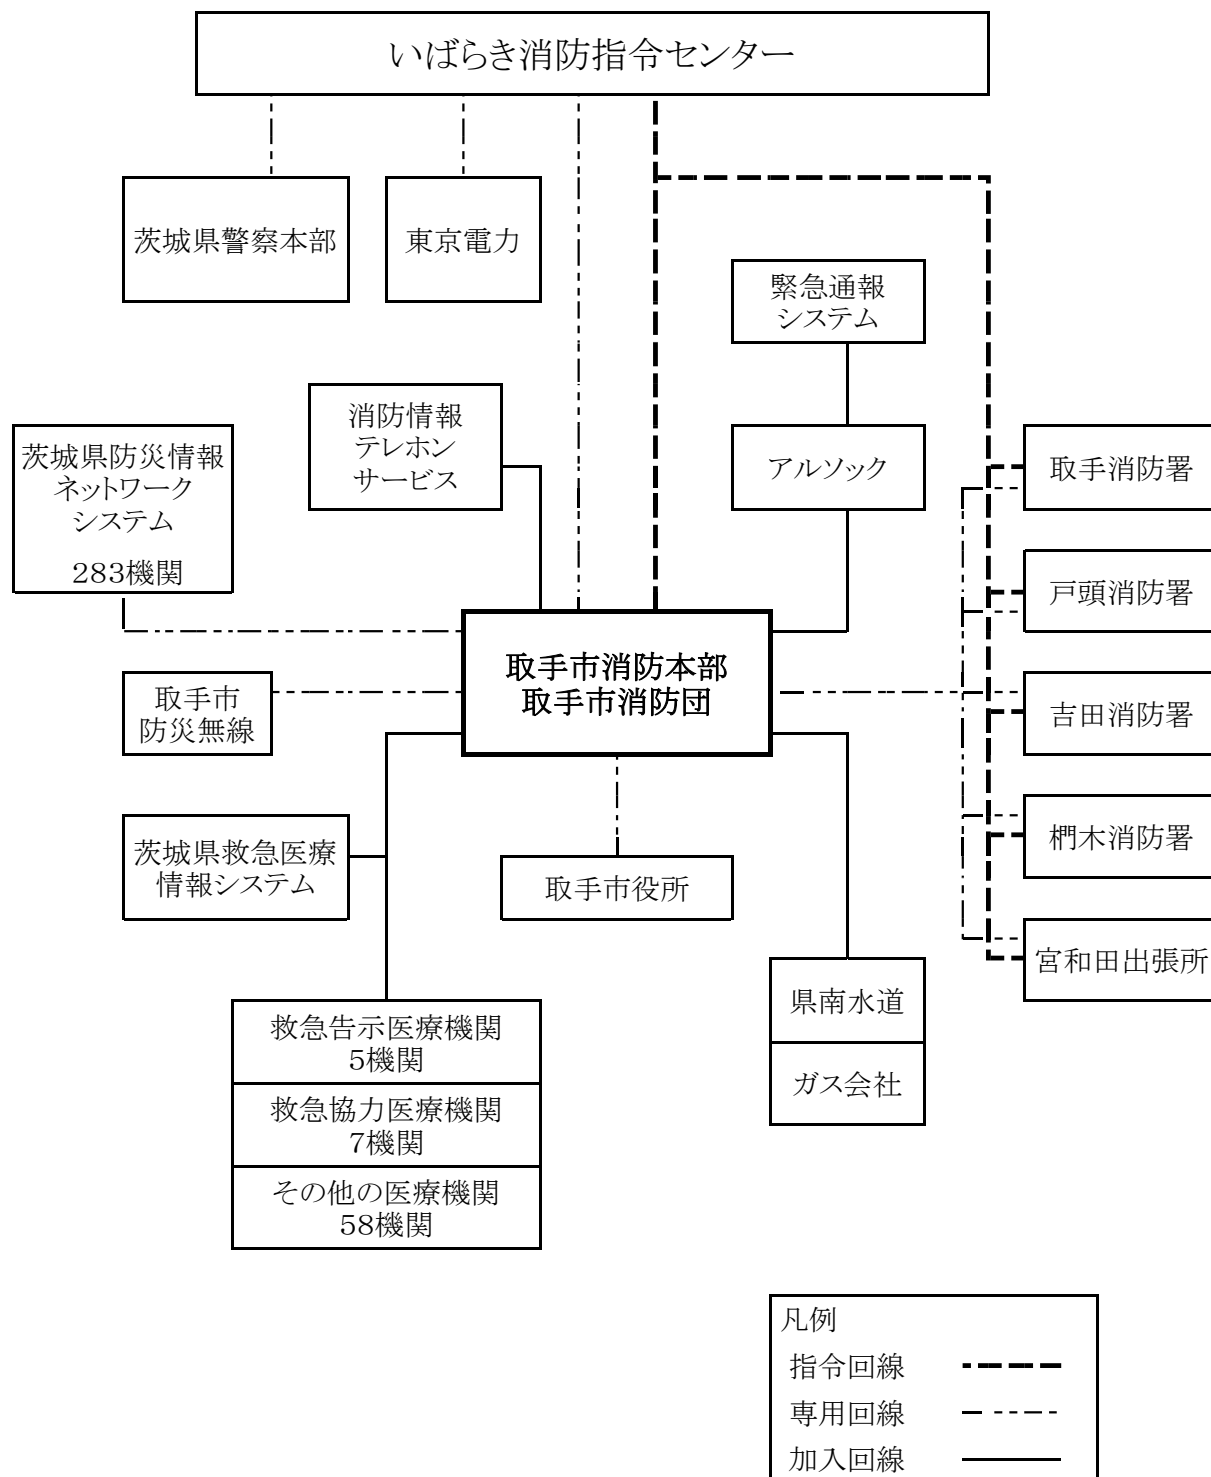 いばらき消防指令センター
茨城県警察本部
東京電力
緊急通報
システム
消防情報
テレホン
サービス
茨城県防災情報
ネットワーク
システム
283機関
アルソック
取手消防署
戸頭消防署
取手市消防本部
取手市消防団
取手市
防災無線
吉田消防署
茨城県救急医療
情報システム
取手市役所
椚木消防署
宮和田出張所
県南水道
ガス会社
救急告示医療機関
5機関
救急協力医療機関
7機関
その他の医療機関
58機関
凡例
指令回線
専用回線
加入回線